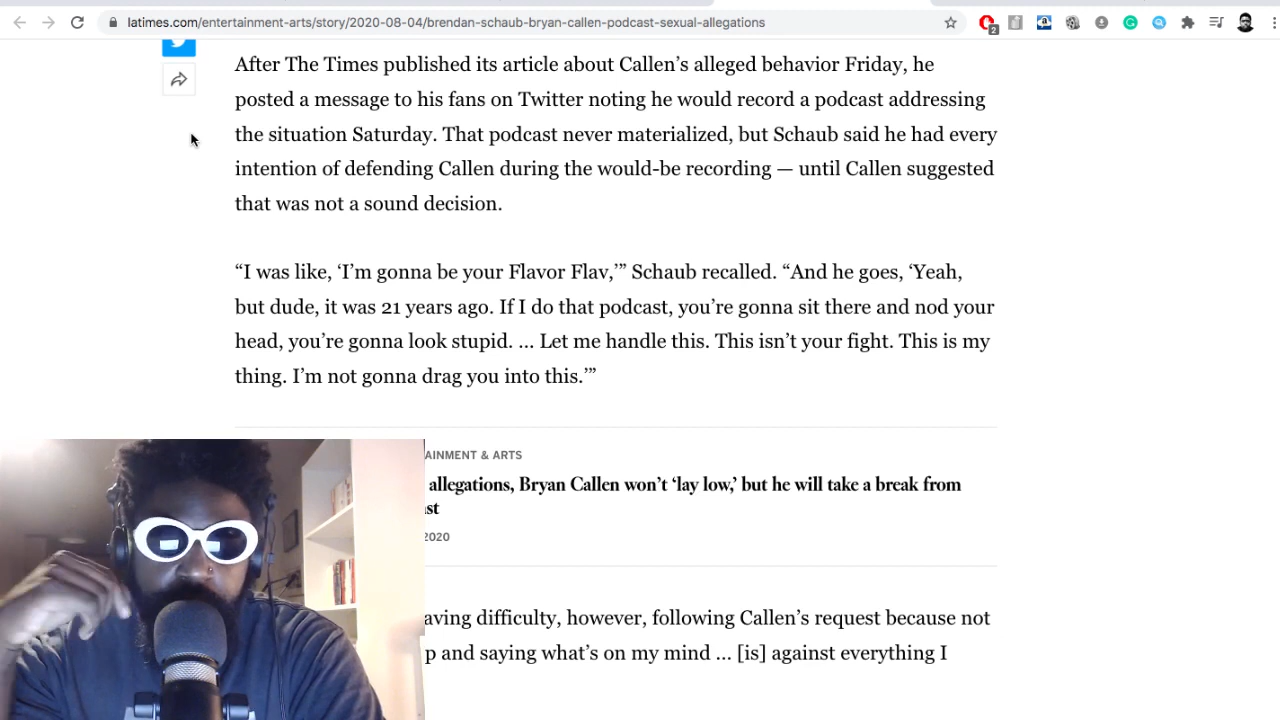 latimes.com/entertainment-arts/story/2020-08-04/brendan-schaub-bryan-callen-podcast-sexual-allegations
2
After The Times published its article about Callen’s alleged behavior Friday, he
posted a message to his fans on Twitter noting he would record a podcast addressing
the situation Saturday. That podcast never materialized, but Schaub said he had every
intention of defending Callen during the would-be recording — until Callen suggested
that was not a sound decision.
“I was like, ‘I’m gonna be your Flavor Flav,’” Schaub recalled. “And he goes, ‘Yeah,
but dude, it was 21 years ago. If I do that podcast, you’re gonna sit there and nod your
head, you’re gonna look stupid. ... Let me handle this. This isn’t your fight. This is my
thing. I’m not gonna drag you into this.’”
AINMENT & ARTS
allegations, Bryan Callen won’t ‘lay low,’ but he will take a break from
st
2020
aving difficulty, however, following Callen’s request because not
p and saying what’s on my mind ... [is] against everything I